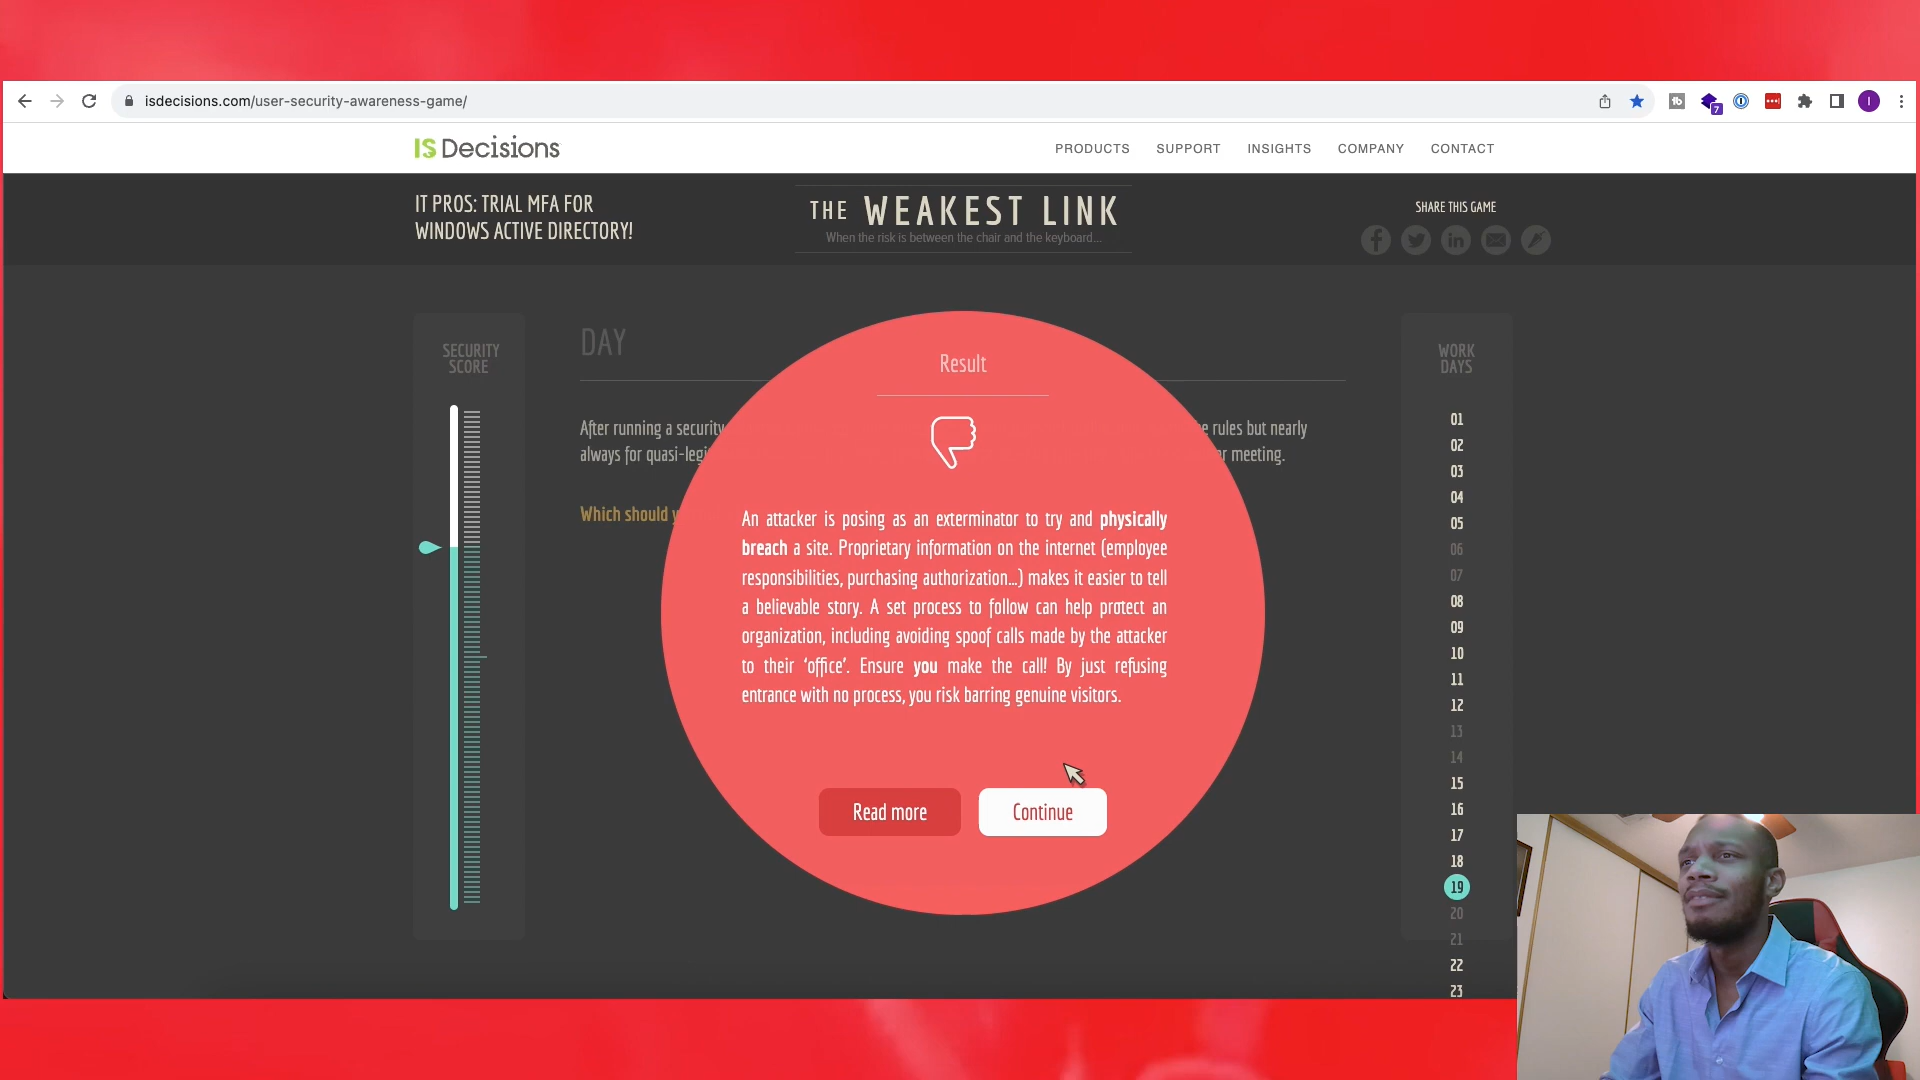 isdecisions.com/user-security-awareness-game/
7
I
IS Decisions
PRODUCTS SUPPORT INSIGHTS COMPANY CONTACT
IT PROS: TRIAL MFA FOR
WINDOWS ACTIVE DIRECTORY!
THE WEAKEST LINK
When the risk is between the chair and the keyboard...
SHARE THIS GAME
SECURITY
SCORE
DAY
After running a security
rules but nearly
always for
meeting.
Which should
Result
An attacker is posing as an exterminator to try and physically
breach a site. Proprietary information on the internet (employee
responsibilities, purchasing authorization...) makes it easier to tell
a believable story. A set process to follow can help protect an
organization, including avoiding spoof calls made by the attacker
to their ‘office’. Ensure you make the call! By just refusing
entrance with no process, you risk barring genuine visitors.
Read more
Continue
WORK
DAYS
01
02
03
04
05
06
07
08
09
10
11
12
13
14
15
16
17
18
19
20
21
22
23